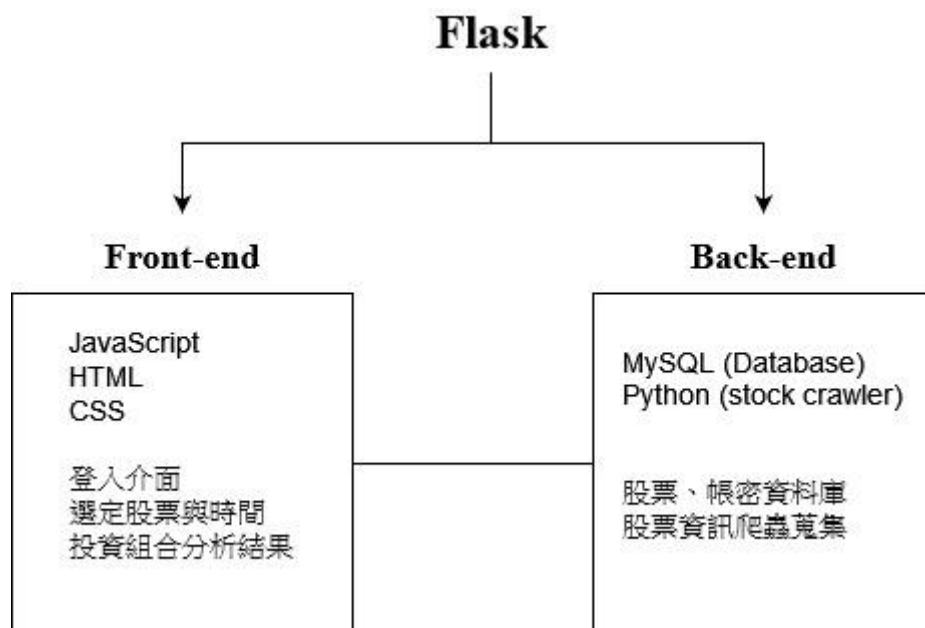 Flask
Front-end
Back-end
JavaScript
HTML
CSS
登入介面
選定股票與時間
投資組合分析結果
MySQL (Database)
Python (stock crawler)
股票、帳密資料庫
股票資訊爬蟲蒐集